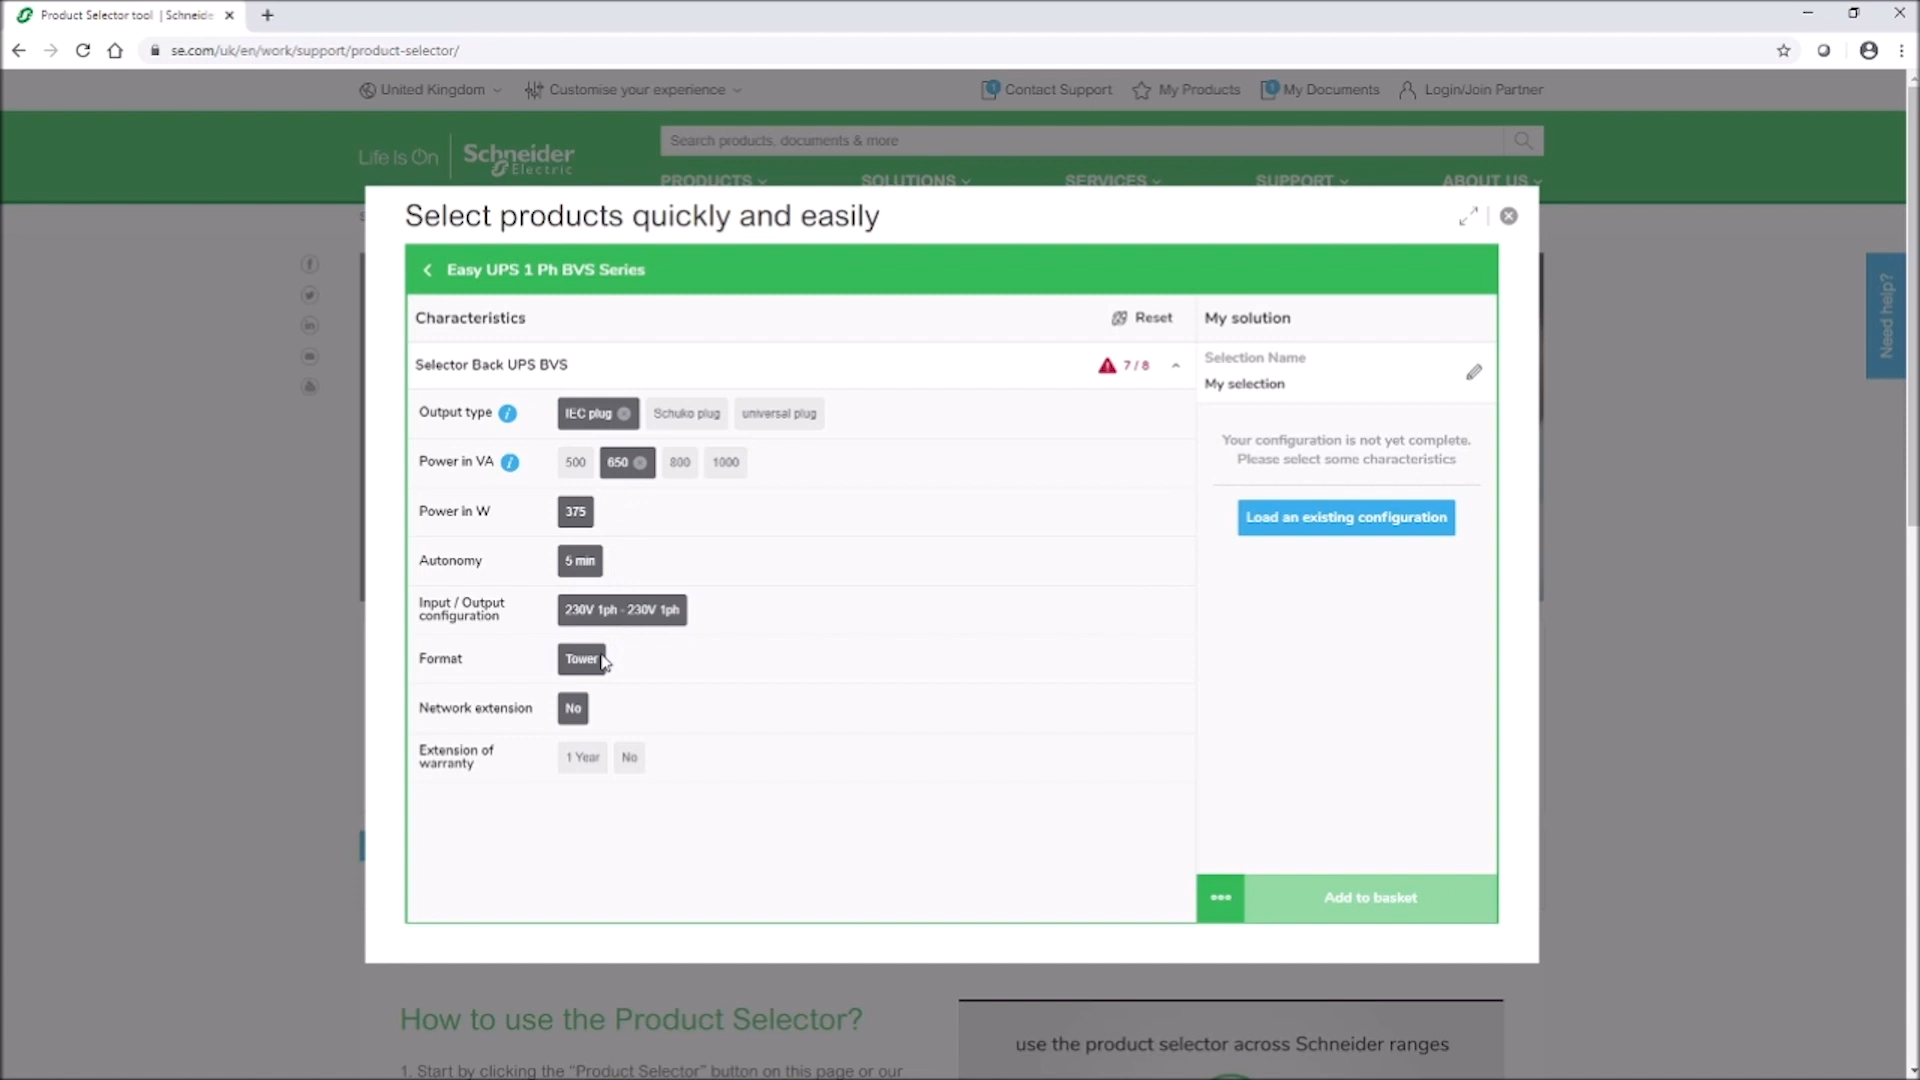 Product Selector tool | Schneide
se.com/uk/en/work/support/product-selector/
United Kingdom
Customise your experience
Contact Support
My Products
My Documents
Login/Join Partner
Life Is On
Schneider
Electric
Search products, documents & more
PRODUCTS
SOLUTIONS
SERVICES
SUPPORT
ABOUT US
Select products quickly and easily
Easy UPS 1 Ph BVS Series
Characteristics
Reset
My solution
Selector Back UPS BVS
7 / 8
Selection Name
My selection
Output type
IEC plug
Schuko plug
universal plug
Your configuration is not yet complete.
Please select some characteristics
Power in VA
500
650
800
1000
Power in W
375
Load an existing configuration
Autonomy
5 min
Input / Output
configuration
230V 1ph - 230V 1ph
Format
Tower
Network extension
No
Extension of
warranty
1 Year
No
Add to basket
Need help?
How to use the Product Selector?
1. Start by clicking the “Product Selector” button on this page or our
use the product selector across Schneider ranges